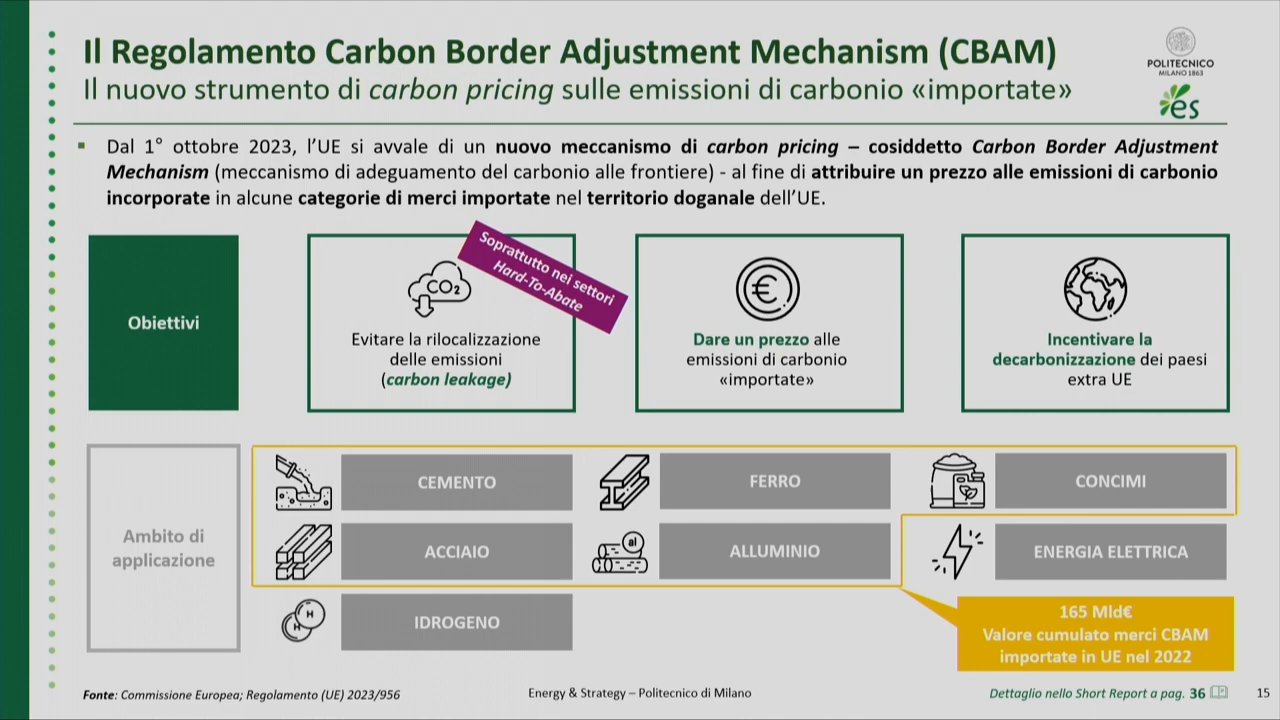 Il Regolamento Carbon Border Adjustment Mechanism (CBAM)
Il nuovo strumento di carbon pricing sulle emissioni di carbonio «importate»
POLITECNICO
MILANO 1863
es
Dal 1° ottobre 2023, l'UE si avvale di un nuovo meccanismo di carbon pricing – cosiddetto Carbon Border Adjustment
Mechanism (meccanismo di adeguamento del carbonio alle frontiere) - al fine di attribuire un prezzo alle emissioni di carbonio
incorporate in alcune categorie di merci importate nel territorio doganale dell'UE.
Obiettivi
CO₂
Soprattutto nei settori
Hard-To-Abate
Evitare la rilocalizzazione
delle emissioni
(carbon leakage)
€
Dare un prezzo alle
emissioni di carbonio
«importate»
Incentivare la
decarbonizzazione dei paesi
extra UE
Ambito di
applicazione
CEMENTO
FERRO
CONCIMI
ACCIAIO
al
ALLUMINIO
ENERGIA ELETTRICA
H
H
IDROGENO
165 Mld€
Valore cumulato merci CBAM
importate in UE nel 2022
Fonte: Commissione Europea; Regolamento (UE) 2023/956
Energy & Strategy – Politecnico di Milano
Dettaglio nello Short Report a pag. 36
15